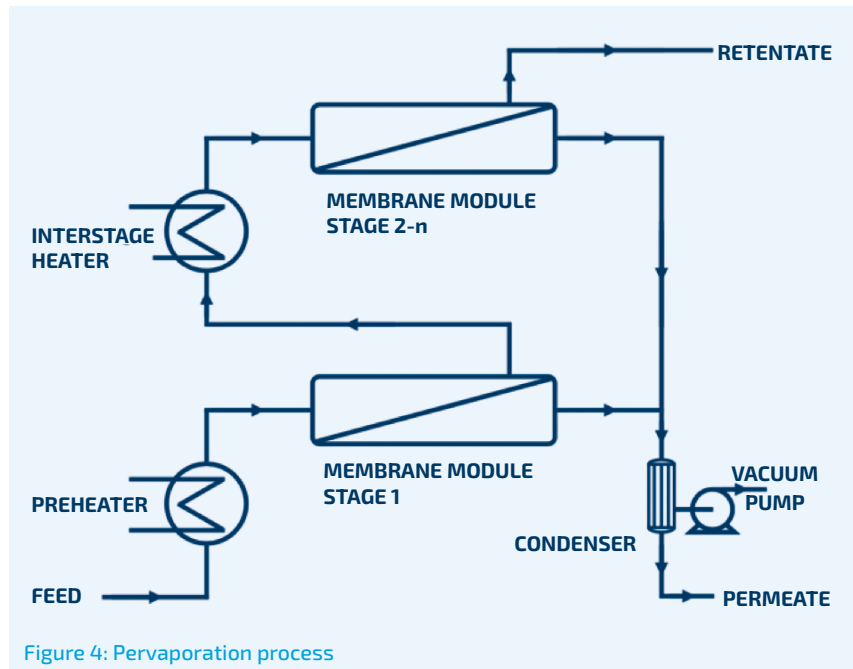 RETENTATE
MEMBRANE MODULE
STAGE 2-n
INTERSTAGE
HEATER
MEMBRANE MODULE
STAGE 1
PREHEATER
VACUUM
PUMP
CONDENSER
FEED
PERMEATE
Figure 4: Pervaporation process